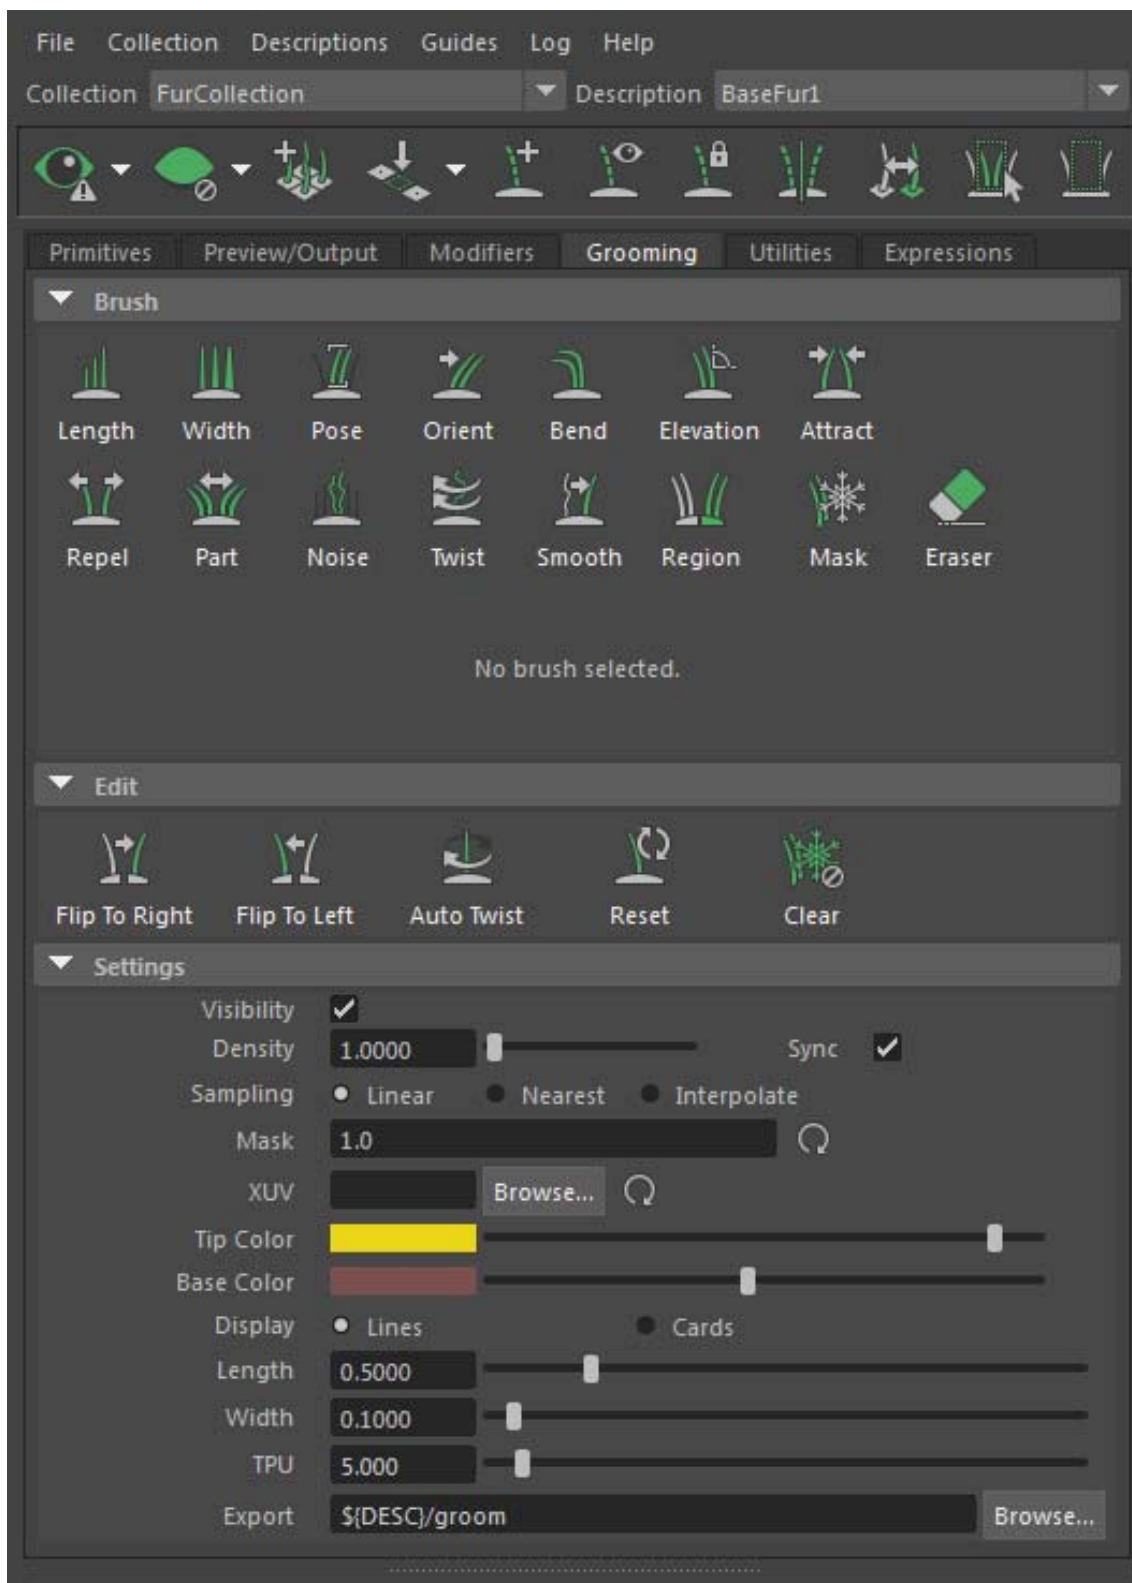 File Collection Descriptions Guides Log Help
Collection FurCollection Description BaseFur1
Primitives Preview/Output Modifiers Grooming Utilities Expressions
Brush
Length Width Pose Orient Bend Elevation Attract
Repel Part Noise Twist Smooth Region Mask Eraser
No brush selected.
Edit
Flip To Right Flip To Left Auto Twist Reset Clear
Settings
Visibility
Density 1.0000 Sync
Sampling Linear Nearest Interpolate
Mask 1.0
XUV Browse...
Tip Color
Base Color
Display Lines Cards
Length 0.5000
Width 0.1000
TPU 5.000
Export ${DESC}/groom Browse...